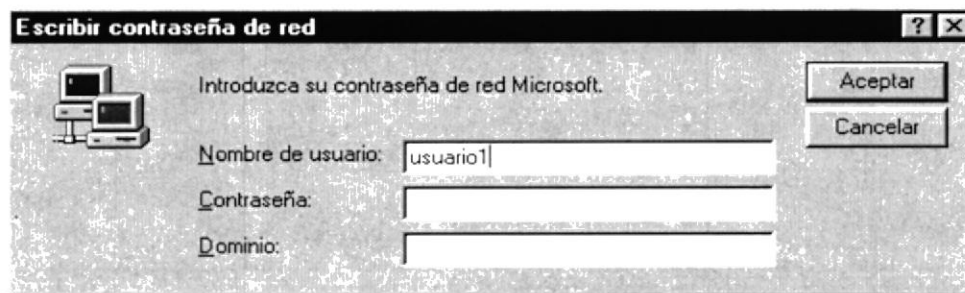 Escribir contraseña de red
Introduzca su contraseña de red Microsoft.
Aceptar
Cancelar
Nombre de usuario: usuario1
Contraseña:
Dominio: